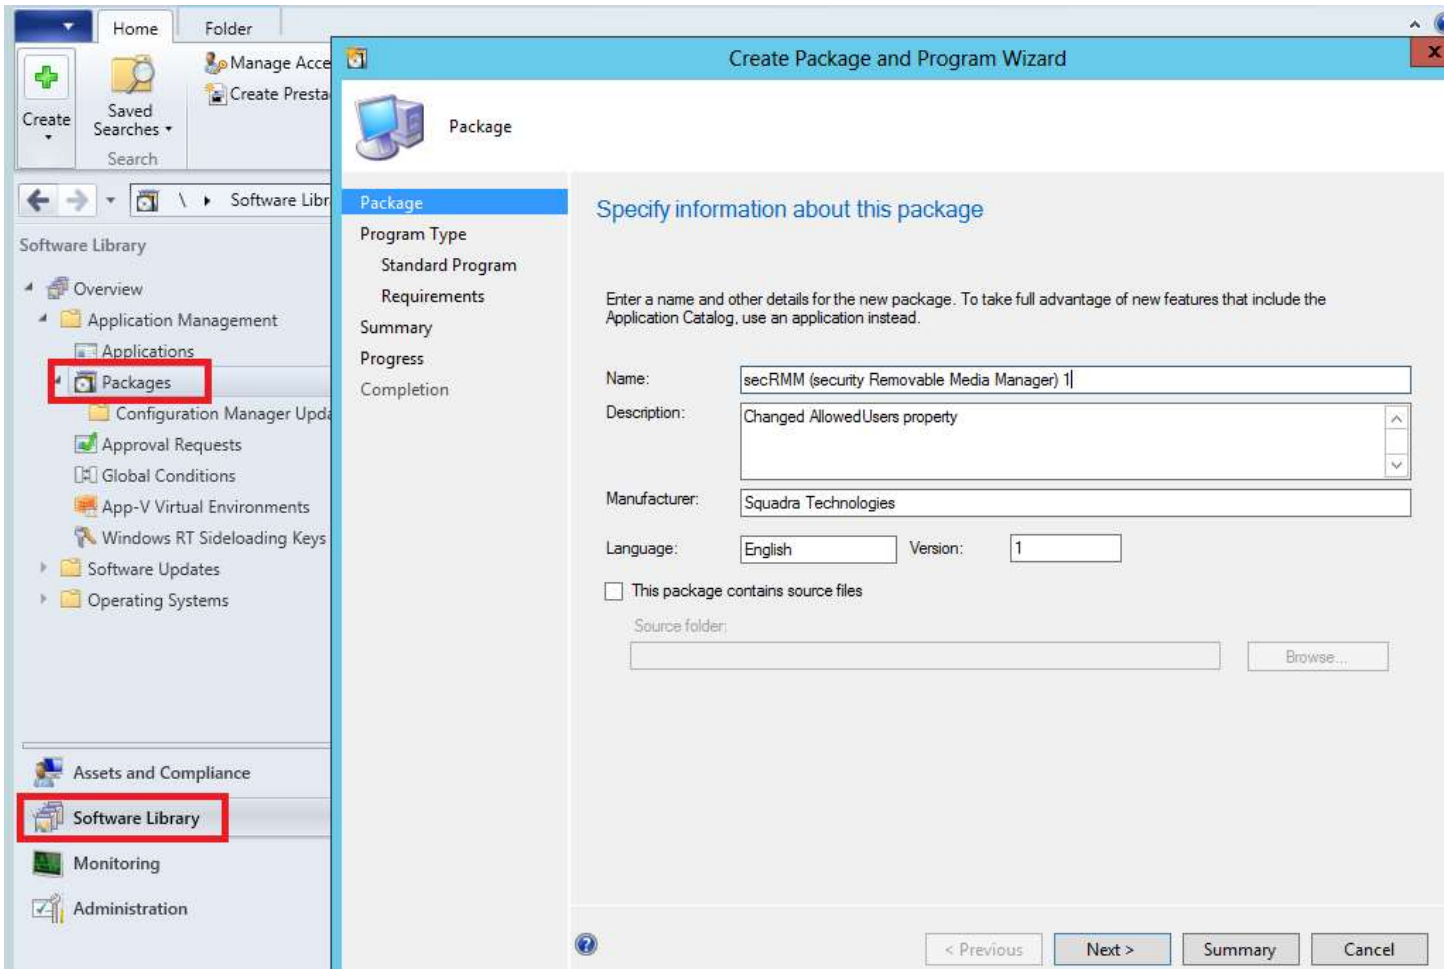 Home
Folder
Create
Saved
Searches
Search
Manage Acce
Create Presta
\ Software Libr
Software Library
Overview
Application Management
Applications
Packages
Configuration Manager Upda
Approval Requests
Global Conditions
App-V Virtual Environments
Windows RT Sideloading Keys
Software Updates
Operating Systems
Assets and Compliance
Software Library
Monitoring
Administration
Create Package and Program Wizard
x
Package
Package
Program Type
Standard Program
Requirements
Summary
Progress
Completion
Specify information about this package
Enter a name and other details for the new package. To take full advantage of new features that include the
Application Catalog, use an application instead.
Name: secRMM (security Removable Media Manager) 1
Description: Changed AllowedUsers property
Manufacturer: Squadra Technologies
Language: English Version: 1
This package contains source files
Source folder:
Browse...
?
< Previous Next > Summary Cancel